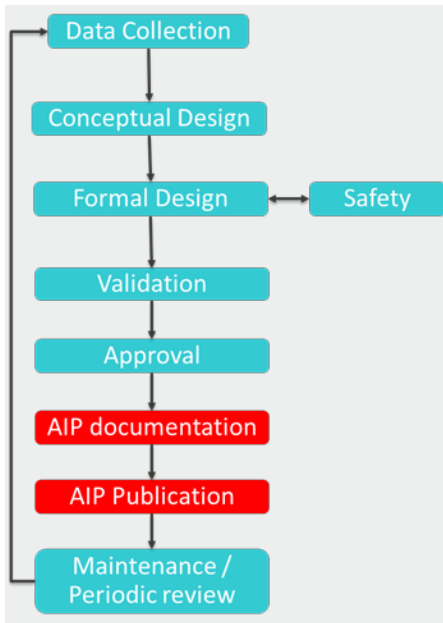 Data Collection
Conceptual Design
Formal Design
Safety
Validation
Approval
AIP documentation
AIP Publication
Maintenance /
Periodic review